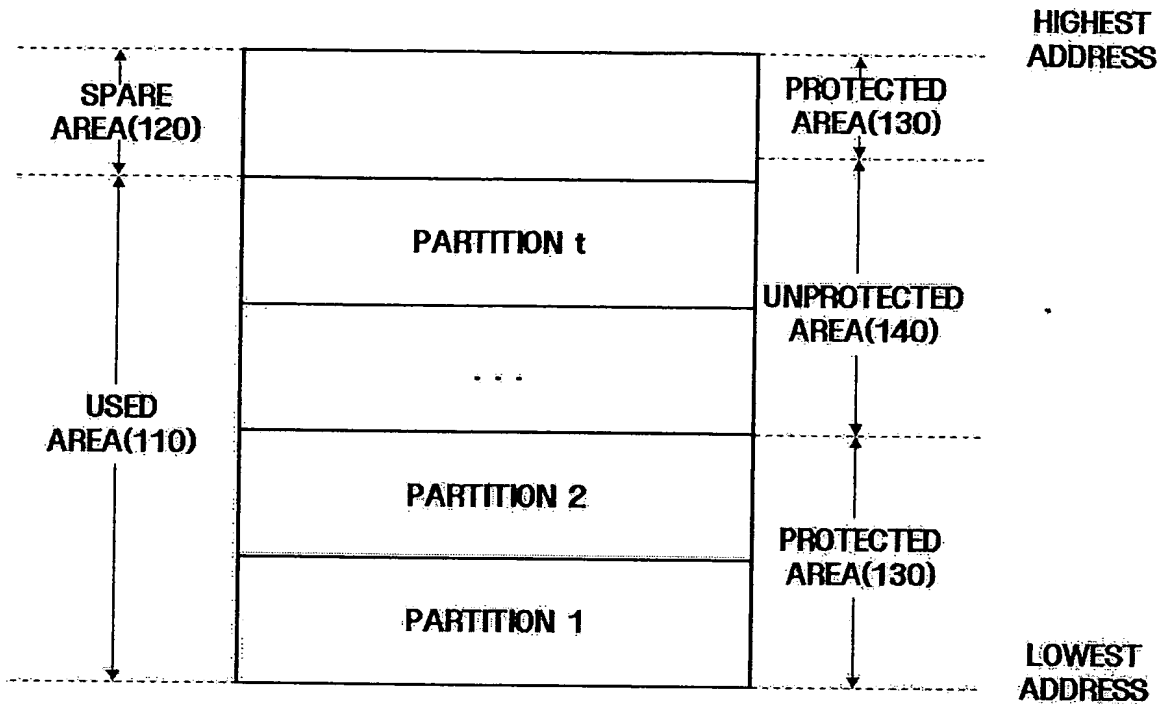 HIGHEST
ADDRESS
SPARE
AREA(120)
PROTECTED
AREA(130)
PARTITION t
UNPROTECTED
AREA(140)
. . .
USED
AREA(110)
PARTITION 2
PROTECTED
AREA(130)
PARTITION 1
LOWEST
ADDRESS